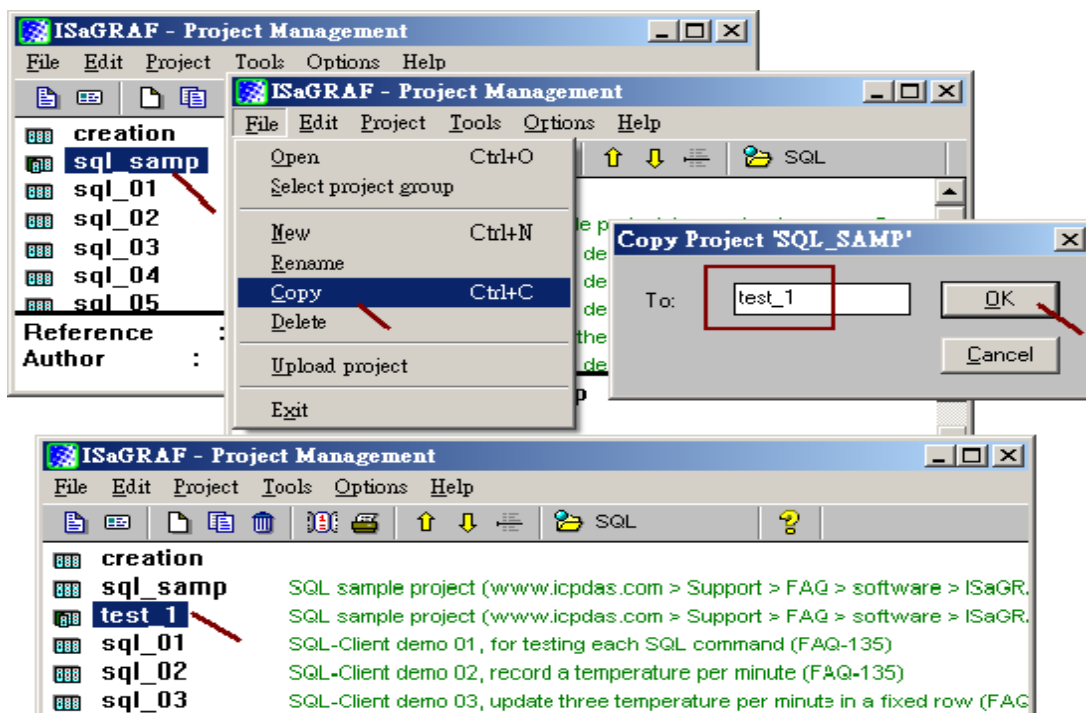 ISaGRAF - Project Management
File Edit Project Tools Options Help
creation
sql_samp
sql_01
sql_02
sql_03
sql_04
sql_05
Reference :
Author :
ISaGRAF - Project Management
File Edit Project Tools Options Help
SQL
Open Ctrl+O
Select project group
New Ctrl+N
Rename
Copy Ctrl+C
Delete
Upload project
Exit
Copy Project 'SQL_SAMP'
To: test_1
OK
Cancel
ISaGRAF - Project Management
File Edit Project Tools Options Help
SQL
creation
sql_samp SQL sample project (www.icpdas.com > Support > FAQ > software > ISaGR.
test_1 SQL sample project (www.icpdas.com > Support > FAQ > software > ISaGR.
sql_01 SQL-Client demo 01, for testing each SQL command (FAQ-135)
sql_02 SQL-Client demo 02, record a temperature per minute (FAQ-135)
sql_03 SQL-Client demo 03, update three temperature per minute in a fixed row (FAQ